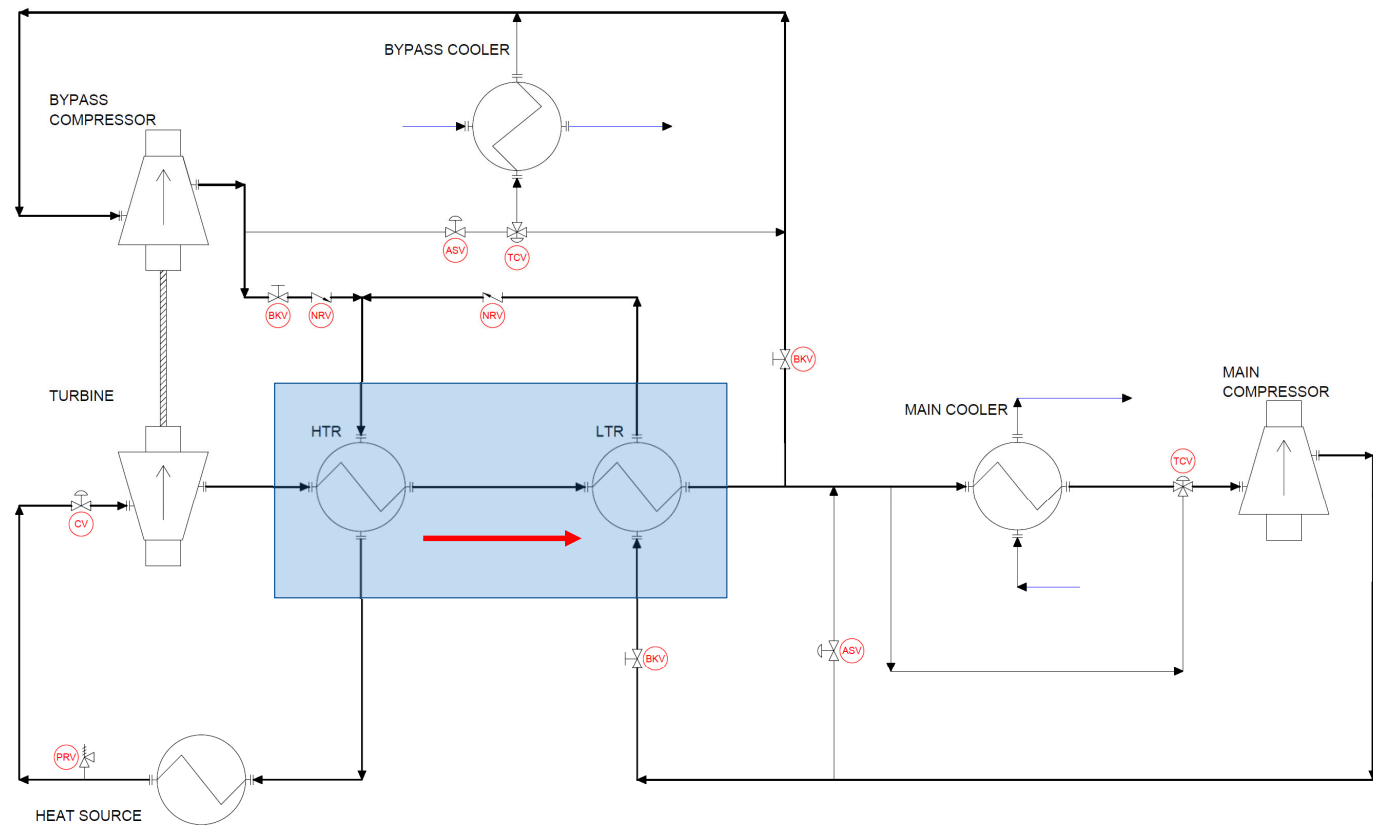 BYPASS COOLER
BYPASS
COMPRESSOR
ASV
TCV
BKV
NRV
NRV
BKV
MAIN
COMPRESSOR
TURBINE
MAIN COOLER
HTR
LTR
TCV
CV
BKV
ASV
PRV
HEAT SOURCE